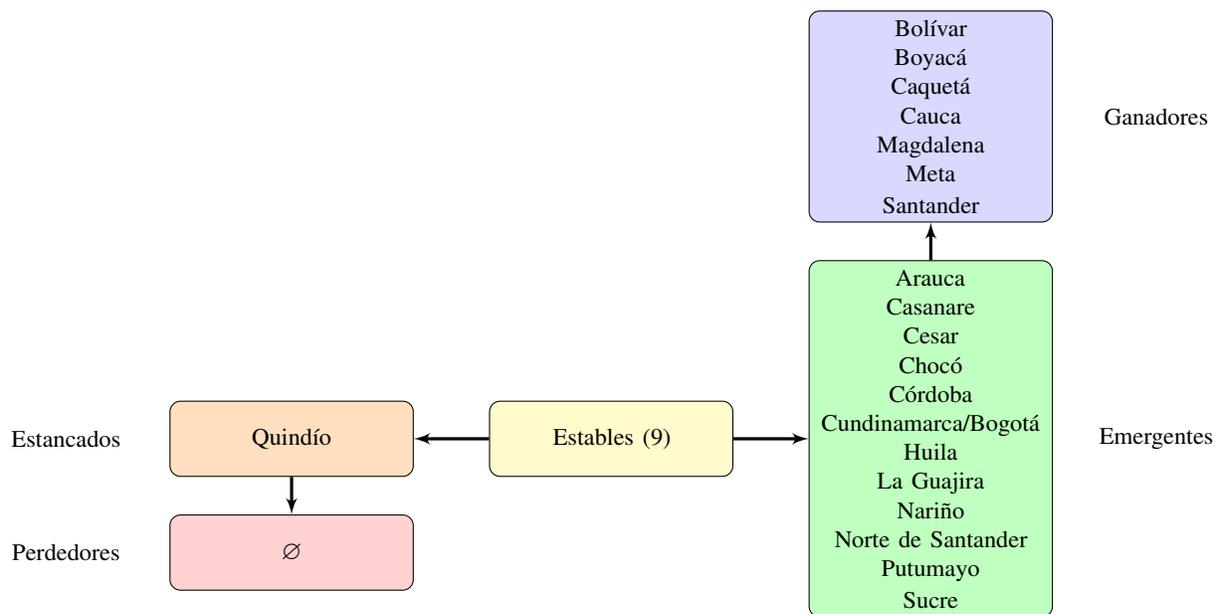 Bolívar
Boyacá
Caquetá
Cauca
Magdalena
Meta
Santander
Ganadores
Arauca
Casanare
Cesar
Chocó
Córdoba
Cundinamarca/Bogotá
Huila
La Guajira
Nariño
Norte de Santander
Putumayo
Sucre
Emergentes
Estables (9)
Estancados
Quindío
Perdedores
∅